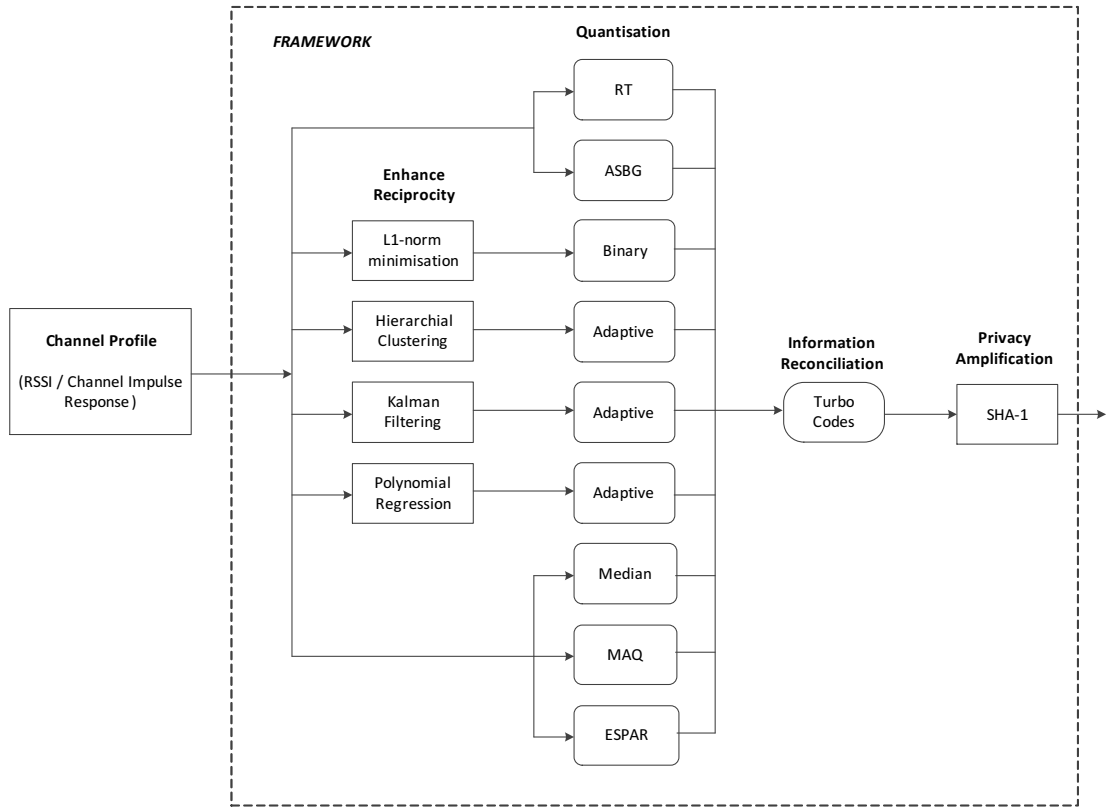 FRAMEWORK
Quantisation
RT
ASBG
Enhance
Reciprocity
L1-norm
minimisation
Binary
Hierarchial
Clustering
Adaptive
Channel Profile
(RSSI / Channel Impulse
Response)
Kalman
Filtering
Adaptive
Information
Reconciliation
Turbo
Codes
Privacy
Amplification
SHA-1
Polynomial
Regression
Adaptive
Median
MAQ
ESPAR